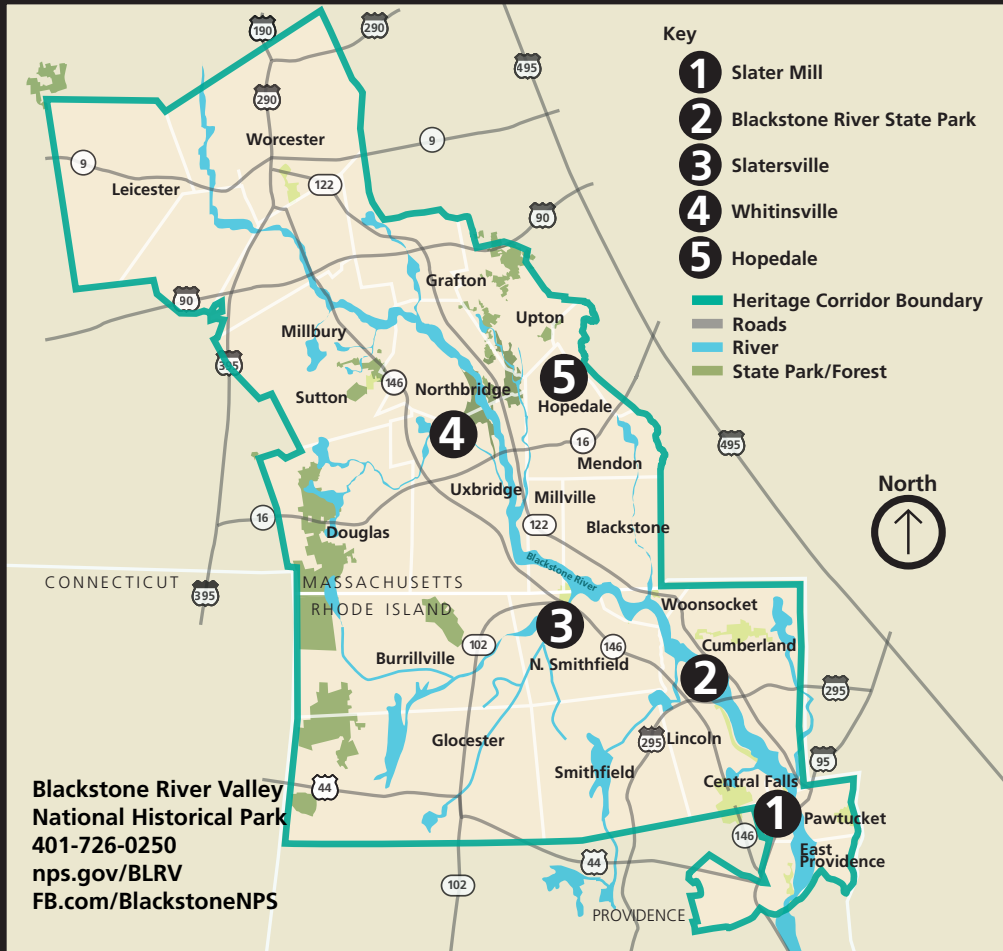 190
290
495
290
Worcester
9
9
Leicester
122
90
Grafton
90
Upton
Millbury
395
146
Northbridge
5
Sutton
Hopedale
4
16
495
Mendon
Uxbridge
Millville
16
122
Blackstone
Douglas
Blackstone River
CONNECTICUT
MASSACHUSETTS
395
RHODE ISLAND
Woonsocket
3
102
146
Cumberland
Burrillville
N. Smithfield
2
295
Glocester
295
Lincoln
Smithfield
95
44
Central Falls
1
Pawtucket
146
East
Providence
44
102
PROVIDENCE
Key
1 Slater Mill
2 Blackstone River State Park
3 Slatersville
4 Whitinsville
5 Hopedale
Heritage Corridor Boundary
Roads
River
State Park/Forest
North
Blackstone River Valley
National Historical Park
401-726-0250
nps.gov/BLRV
FB.com/BlackstoneNPS